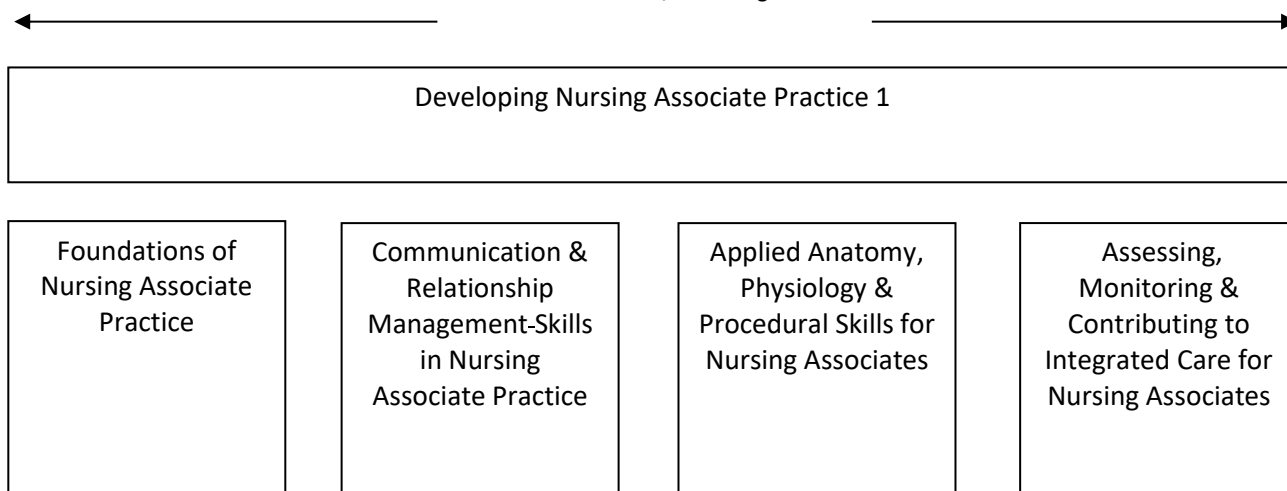 Developing Nursing Associate Practice 1
Foundations of
Nursing Associate
Practice
Communication &
Relationship
Management-Skills
in Nursing
Associate Practice
Applied Anatomy,
Physiology &
Procedural Skills for
Nursing Associates
Assessing,
Monitoring &
Contributing to
Integrated Care for
Nursing Associates